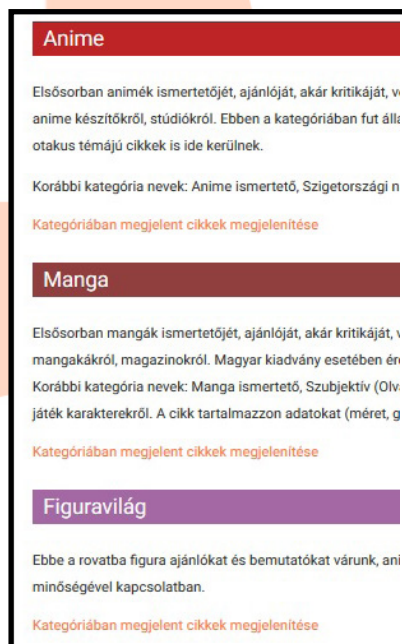 Anime
Elsősorban animék ismertetőjét, ajánlóját, akár kritikáját,
anime készítőkről, stúdiókról. Ebben a kategóriában fut
otakus témájú cikkek is ide kerülnek.
Korábbi kategória nevek: Anime ismertető, Szigetországi
Kategóriában megjelent cikkek megjelenítése
Manga
Elsősorban mangák ismertetőjét, ajánlóját, akár kritikáját,
mangakákról, magazinokról. Magyar kiadvány esetében
Korábbi kategória nevek: Manga ismertető, Szubjektív
játék karakterekről. A cikk tartalmazzon adatokat (méret,
Kategóriában megjelent cikkek megjelenítése
Figuravilág
Ebbe a rovatba figura ajánlókat és bemutatókat várunk,
minőségével kapcsolatban.
Kategóriában megjelent cikkek megjelenítése